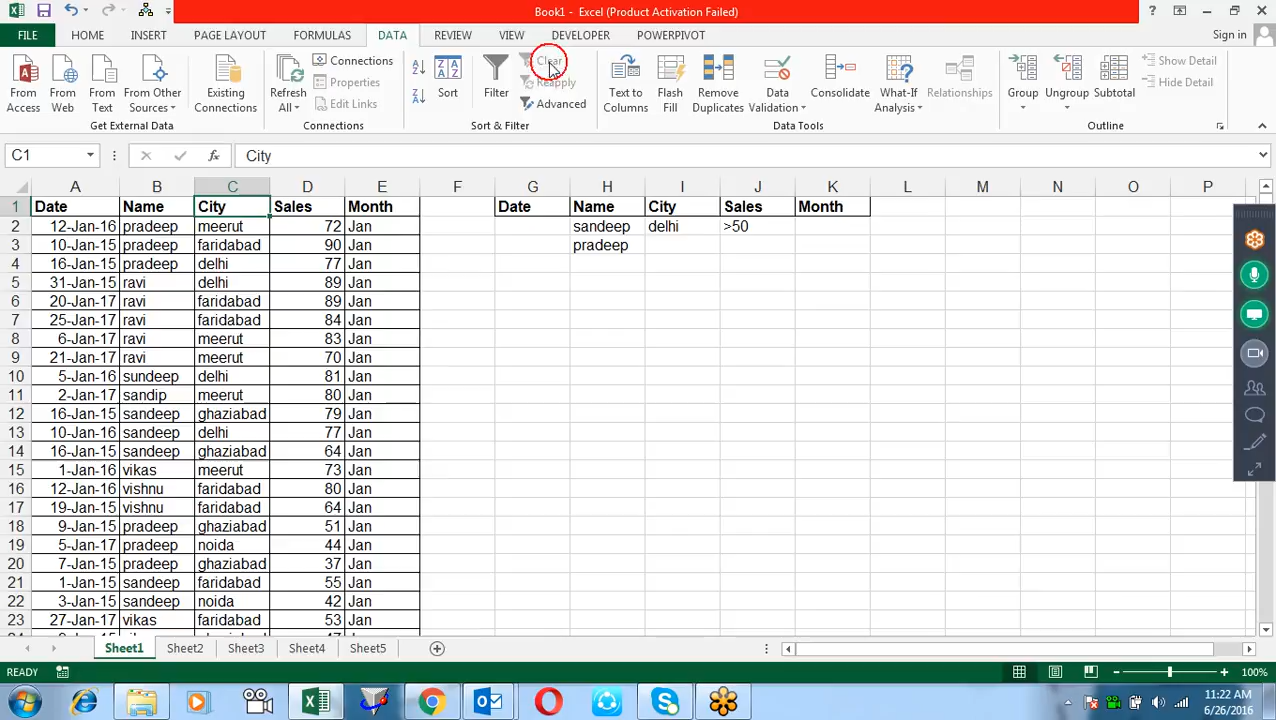 Book1 - Excel (Product Activation Failed)
FILE HOME INSERT PAGE LAYOUT FORMULAS DATA REVIEW VIEW DEVELOPER POWERPIVOT Sign in
From Access
From Web
From Text
From Other Sources
Existing Connections
Get External Data
Refresh All
Connections
Properties
Edit Links
Connections
Sort
Filter
Clear
Reapply
Advanced
Sort & Filter
Text to Columns
Flash Fill
Remove Duplicates
Data Validation
Consolidate
What-If Analysis
Relationships
Data Tools
Group
Ungroup
Subtotal
Show Detail
Hide Detail
Outline
C1 fx City
A B C D E F G H I J K L M N O P
1 Date Name City Sales Month Date Name City Sales Month
2 12-Jan-16 pradeep meerut 72 Jan sandeep delhi >50
3 10-Jan-15 pradeep faridabad 90 Jan pradeep
4 16-Jan-15 pradeep delhi 77 Jan
5 31-Jan-15 ravi delhi 89 Jan
6 20-Jan-17 ravi faridabad 89 Jan
7 25-Jan-17 ravi faridabad 84 Jan
8 6-Jan-17 ravi meerut 83 Jan
9 21-Jan-17 ravi meerut 70 Jan
10 5-Jan-16 sundeep delhi 81 Jan
11 2-Jan-17 sandip meerut 80 Jan
12 16-Jan-15 sandeep ghaziabad 79 Jan
13 10-Jan-16 sandeep delhi 77 Jan
14 16-Jan-15 sandeep ghaziabad 64 Jan
15 1-Jan-16 vikas meerut 73 Jan
16 12-Jan-16 vishnu faridabad 80 Jan
17 19-Jan-15 vishnu faridabad 64 Jan
18 9-Jan-15 pradeep ghaziabad 51 Jan
19 5-Jan-17 pradeep noida 44 Jan
20 7-Jan-15 pradeep ghaziabad 37 Jan
21 1-Jan-15 sandeep faridabad 55 Jan
22 3-Jan-15 sandeep noida 42 Jan
23 27-Jan-17 vikas faridabad 53 Jan
Sheet1 Sheet2 Sheet3 Sheet4 Sheet5
READY 100%
11:22 AM
6/26/2016